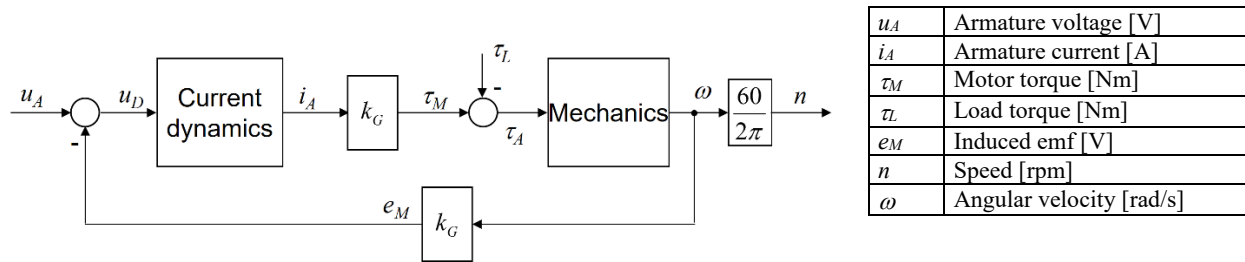 u_A
-
u_D
Current
dynamics
i_A
k_G
τ_M
τ_L
-
τ_A
Mechanics
ω
60
2π
n
e_M
k_G
u_A Armature voltage [V]
i_A Armature current [A]
τ_M Motor torque [Nm]
τ_L Load torque [Nm]
e_M Induced emf [V]
n Speed [rpm]
ω Angular velocity [rad/s]